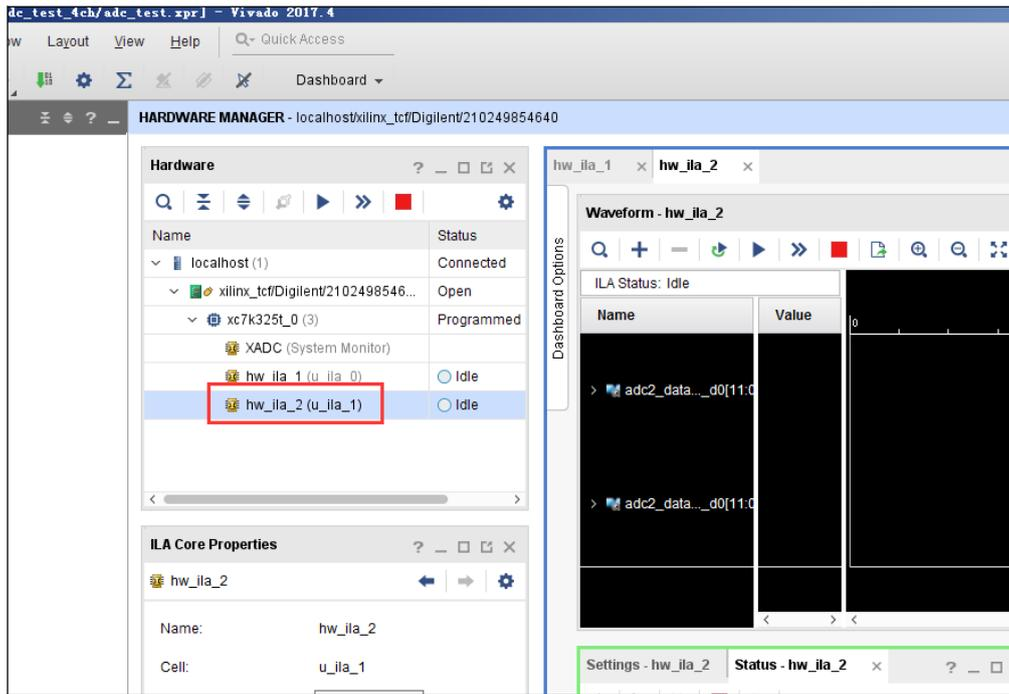 dc_test_4ch/adc_test.xpr] - Vivado 2017.4
ow Layout View Help Quick Access
Dashboard
HARDWARE MANAGER - localhost/xilinx_tcf/Digilent/210249854640
Hardware
Name Status
localhost (1) Connected
xilinx_tcf/Digilent/2102498546... Open
xc7k325t_0 (3) Programmed
XADC (System Monitor)
hw_ila_1 (u_ila_0) Idle
hw_ila_2 (u_ila_1) Idle
ILA Core Properties
hw_ila_2
Name: hw_ila_2
Cell: u_ila_1
hw_ila_1 hw_ila_2
Dashboard Options
Waveform - hw_ila_2
ILA Status: Idle
Name Value
0
adc2_data..._d0[11:0
adc2_data..._d0[11:0
Settings - hw_ila_2 Status - hw_ila_2